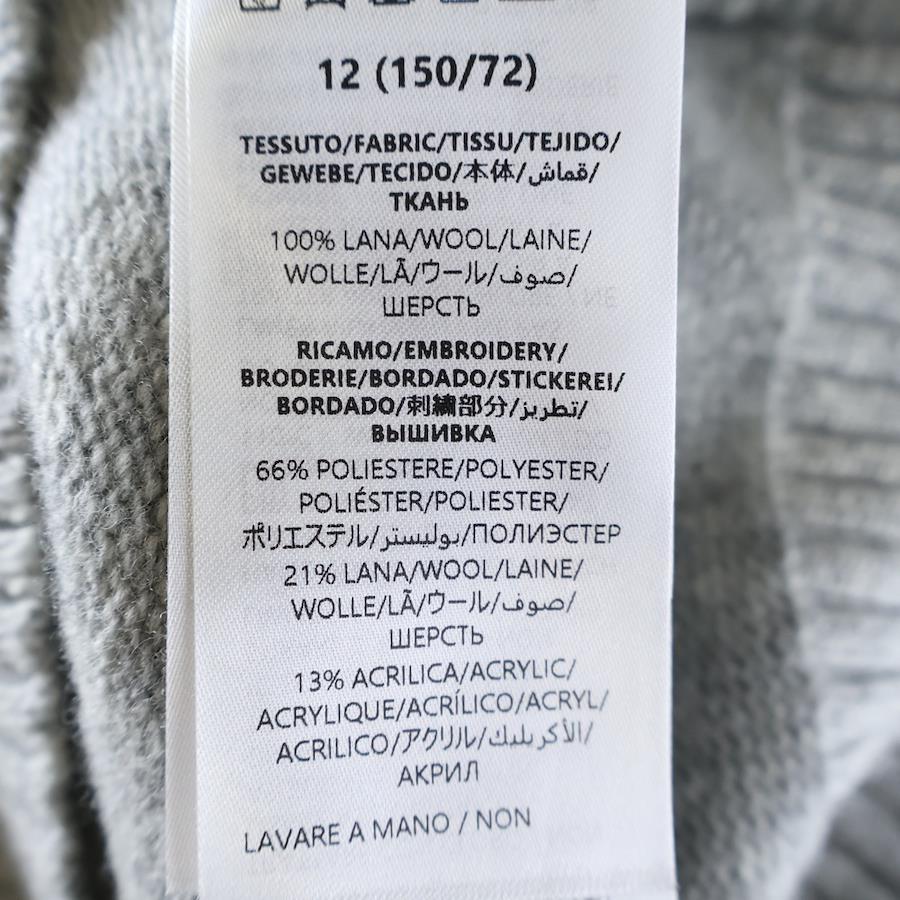 12 (150/72)
TESSUTO/FABRIC/TISSU/TEJIDO/
GEWEBE/TECIDO/本体/قماش/
ТКАНЬ
100% LANA/WOOL/LAINE/
WOLLE/LÃ/ウール/صوف/
ШЕРСТЬ
RICAMO/EMBROIDERY/
BRODERIE/BORDADO/STICKEREI/
BORDADO/刺繍部分/تطريز/
ВЫШИВКА
66% POLIESTERE/POLYESTER/
POLIÉSTER/POLIESTER/
ポリエステル/بوليستر/ПОЛИЭСТЕР
21% LANA/WOOL/LAINE/
WOLLE/LÃ/ウール/صوف/
ШЕРСТЬ
13% ACRILICA/ACRYLIC/
ACRYLIQUE/ACRÍLICO/ACRYL/
ACRILICO/アクリル/الأكريليك/
АКРИЛ
LAVARE A MANO / NON